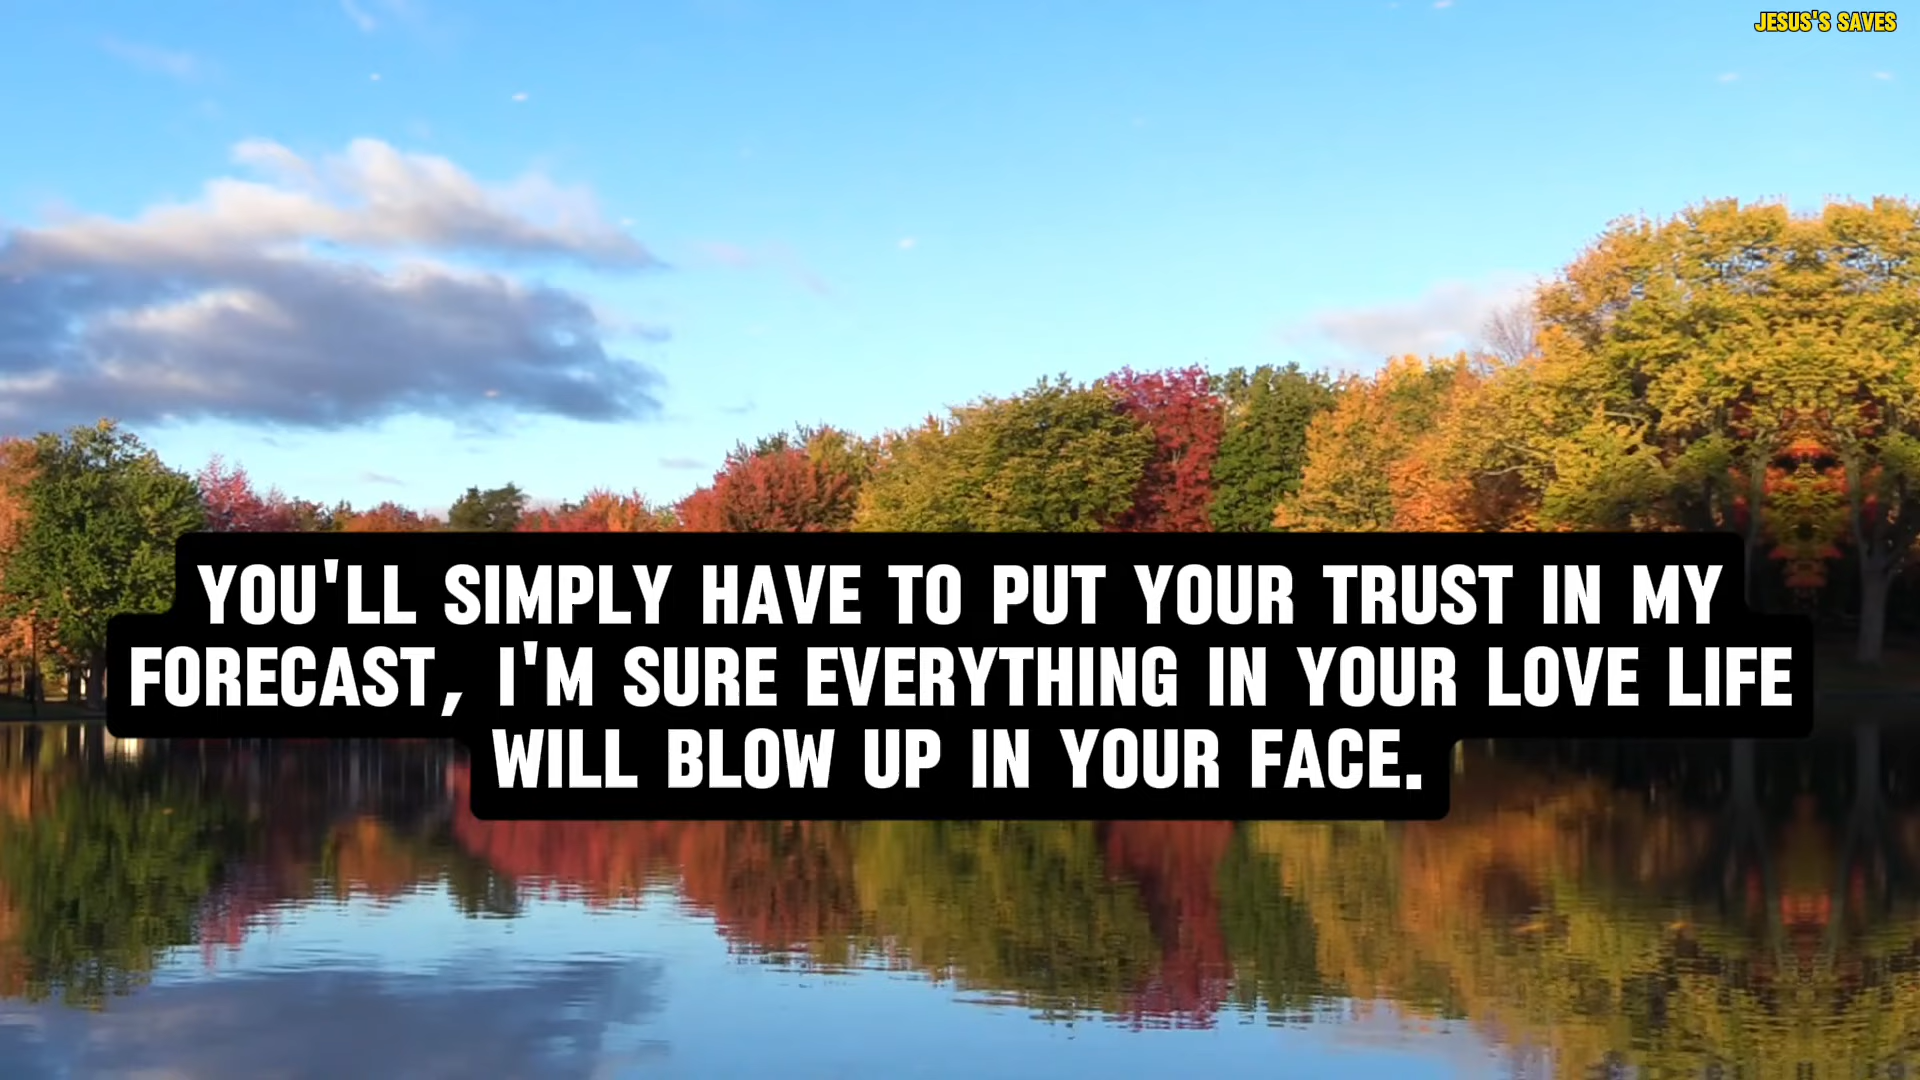 JESUS'S SAVES
YOU'LL SIMPLY HAVE TO PUT YOUR TRUST IN MY
FORECAST, I'M SURE EVERYTHING IN YOUR LOVE LIFE
WILL BLOW UP IN YOUR FACE.